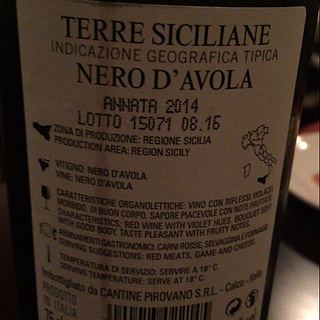 TERRE SICILIANE
INDICAZIONE GEOGRAFICA TIPICA
NERO D'AVOLA
ANNATA 2014
LOTTO 15071 08.16
ZONA DI PRODUZIONE: REGIONE SICILIA
PRODUCTION AREA: REGION SICILY
VITIGNO: NERO D'AVOLA
VINE: NERO D'AVOLA
CARATTERISTICHE ORGANOLETTICHE: VINO CON RIFLESSI VIOLACEI
MORBIDO, DI BUON CORPO. SAPORE PIACEVOLE CON NOTE FRUTTATE.
CHARACTERISTICS: RED WINE WITH VIOLET HUES. BOUQUET SOFT
WITH GOOD BODY. TASTE PLEASANT WITH FRUITY NOTES.
ABBINAMENTI GASTRONOMICI: CARNI ROSSE, SELVAGGINA E FORMAGGI
SERVING SUGGESTIONS: RED MEATS, GAME AND CHEESE.
TEMPERATURA DI SERVIZIO: SERVIRE A 18° C.
SERVING TEMPERATURE: SERVE AT 18° C.
Imbottigliato da CANTINE PIROVANO S.R.L. - Calco - Italia
PRODOTTO
IN ITALIA